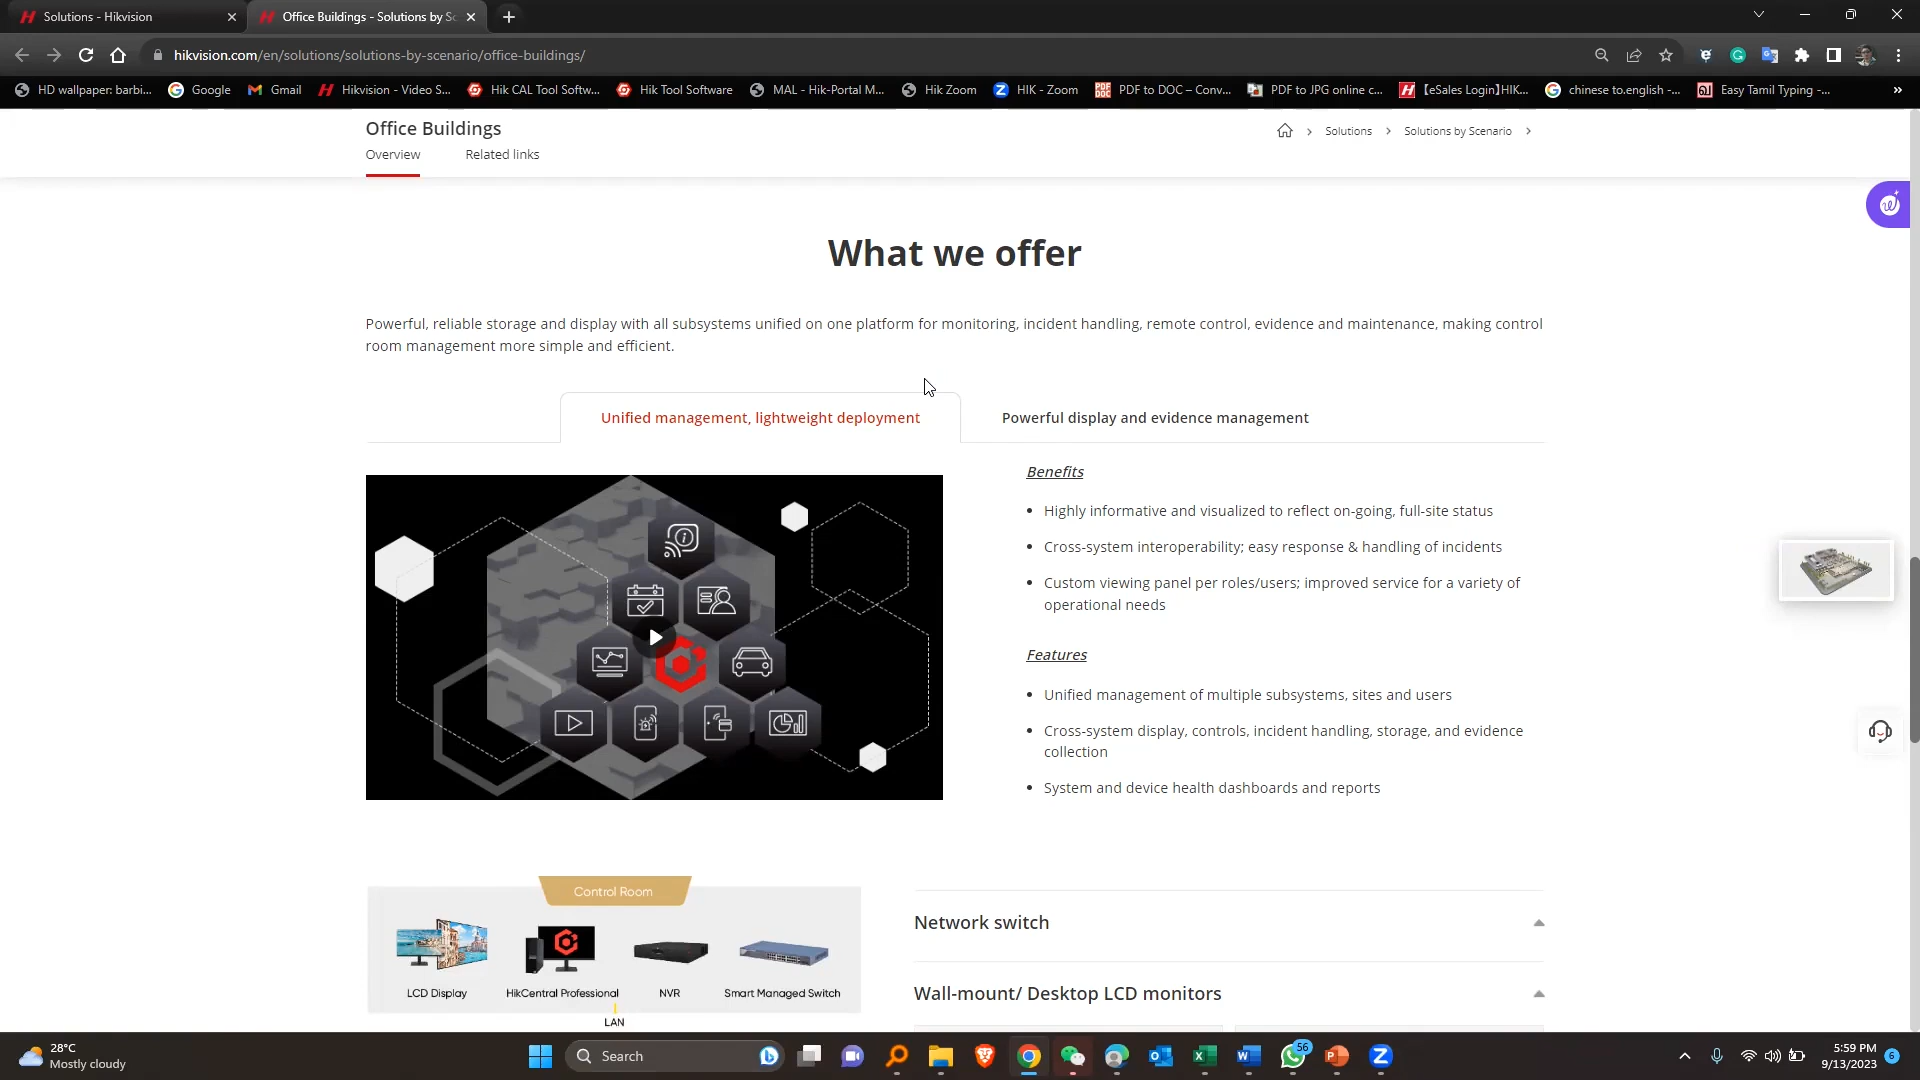 Solutions - Hikvision
Office Buildings - Solutions by Sc
hikvision.com/en/solutions/solutions-by-scenario/office-buildings/
HD wallpaper: barbi...
Google
Gmail
Hikvision - Video S...
Hik CAL Tool Softw...
Hik Tool Software
MAL - Hik-Portal M...
Hik Zoom
HIK - Zoom
PDF to DOC – Conv...
PDF to JPG online c...
【eSales Login】HIK...
chinese to.english -...
Easy Tamil Typing -...
Office Buildings
Solutions
Solutions by Scenario
Overview
Related links
What we offer
Powerful, reliable storage and display with all subsystems unified on one platform for monitoring, incident handling, remote control, evidence and maintenance, making control
room management more simple and efficient.
Unified management, lightweight deployment
Powerful display and evidence management
Benefits
• Highly informative and visualized to reflect on-going, full-site status
• Cross-system interoperability; easy response & handling of incidents
• Custom viewing panel per roles/users; improved service for a variety of
operational needs
Features
• Unified management of multiple subsystems, sites and users
• Cross-system display, controls, incident handling, storage, and evidence
collection
• System and device health dashboards and reports
Control Room
LCD Display
HikCentral Professional
NVR
Smart Managed Switch
LAN
Network switch
Wall-mount/ Desktop LCD monitors
28°C
Mostly cloudy
Search
56
5:59 PM
9/13/2023
6